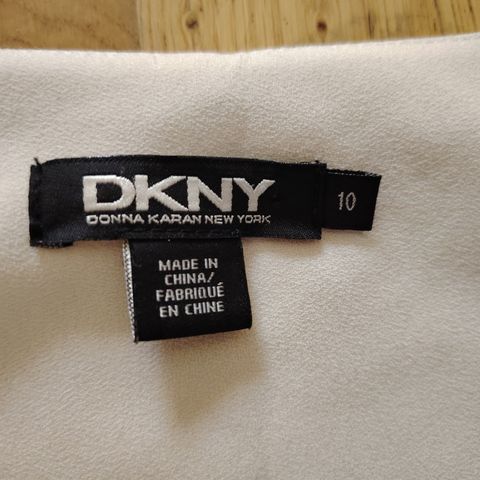 DKNY
DONNA KARAN NEW YORK
10
MADE IN
CHINA/
FABRIQUÉ
EN CHINE